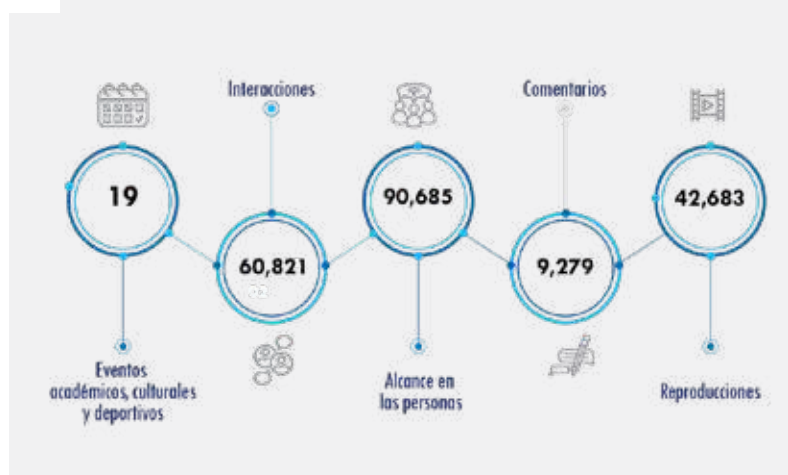 Interacciones
Comentarios
19
60,821
90,685
9,279
42,683
Eventos
académicos, culturales
y deportivos
Alcance en
las personas
Reproducciones